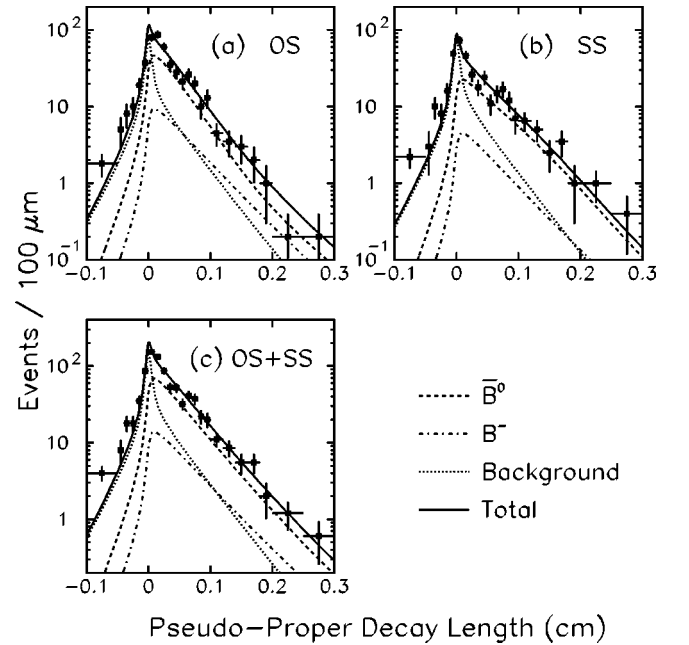 (a) OS
10²
10
1
10⁻¹
−0.1 0 0.1 0.2 0.3
(b) SS
10²
10
1
10⁻¹
−0.1 0 0.1 0.2 0.3
Events / 100 μm
(c) OS+SS
10²
10
1
−0.1 0 0.1 0.2 0.3
B̅⁰
B⁻
Background
Total
Pseudo−Proper Decay Length (cm)